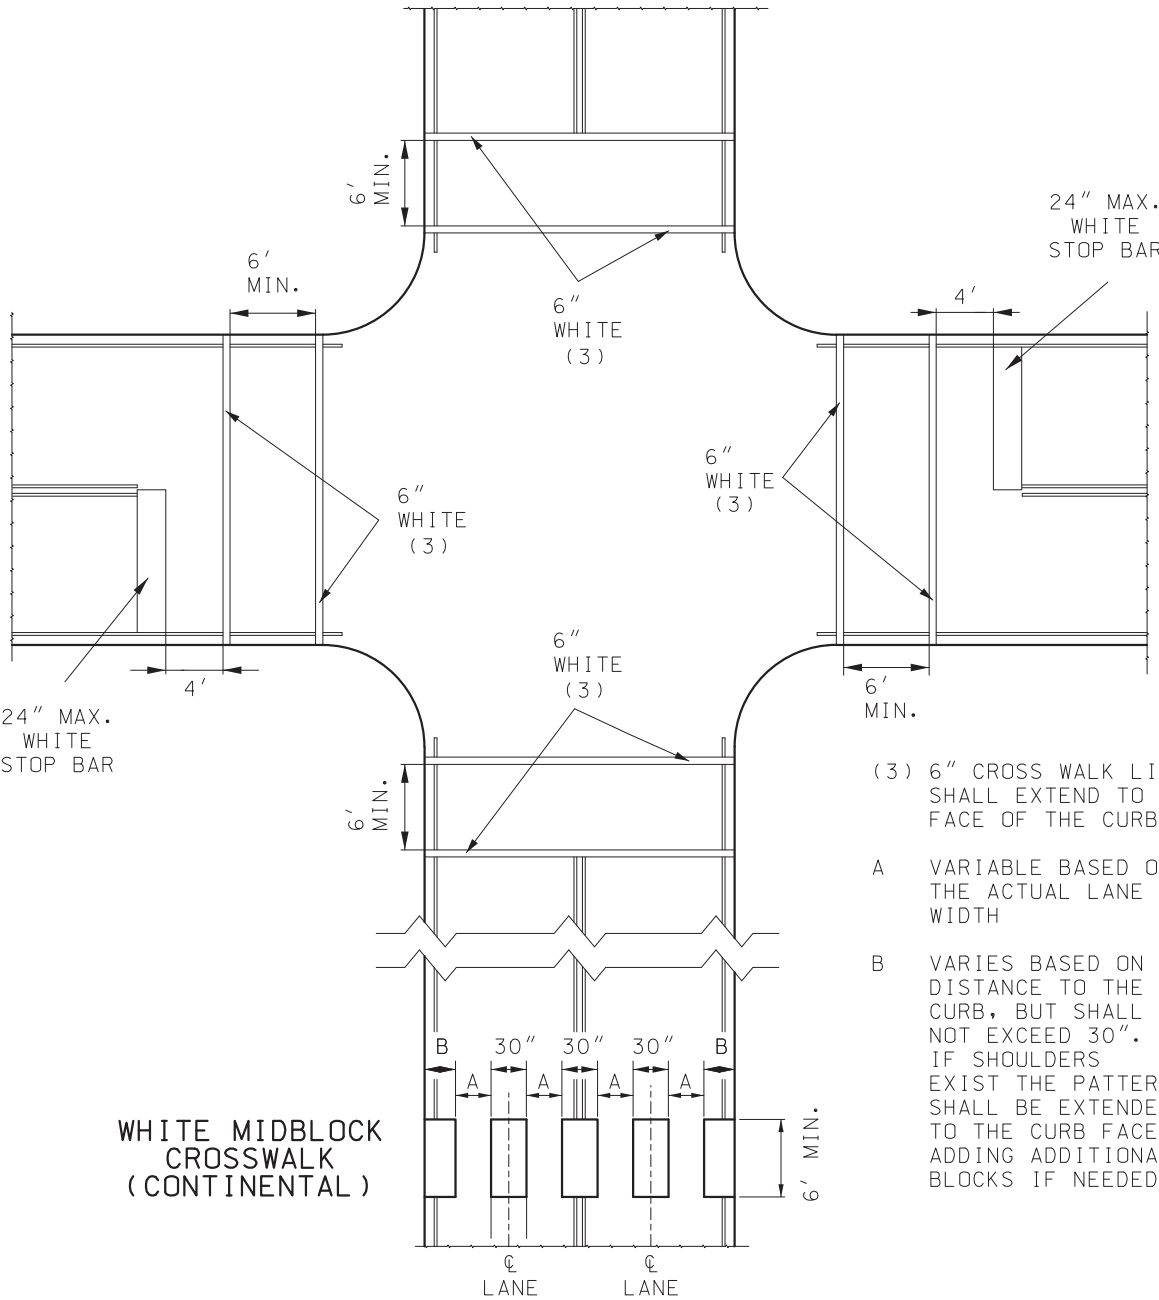 6'
MIN.
24" MAX.
WHITE
STOP BAR
6'
MIN.
6"
WHITE
(3)
4'
6"
WHITE
(3)
6"
WHITE
(3)
6"
WHITE
(3)
4'
6'
MIN.
24" MAX.
WHITE
STOP BAR
6'
MIN.
(3) 6" CROSS WALK LI
SHALL EXTEND TO
FACE OF THE CURB
A VARIABLE BASED O
THE ACTUAL LANE
WIDTH
B VARIES BASED ON
DISTANCE TO THE
CURB, BUT SHALL
NOT EXCEED 30".
IF SHOULDERS
EXIST THE PATTER
SHALL BE EXTENDE
TO THE CURB FACE
ADDING ADDITIONA
BLOCKS IF NEEDED
B 30" 30" 30" B
A A A A
WHITE MIDBLOCK
CROSSWALK
(CONTINENTAL)
6' MIN.
℄ ℄
LANE LANE